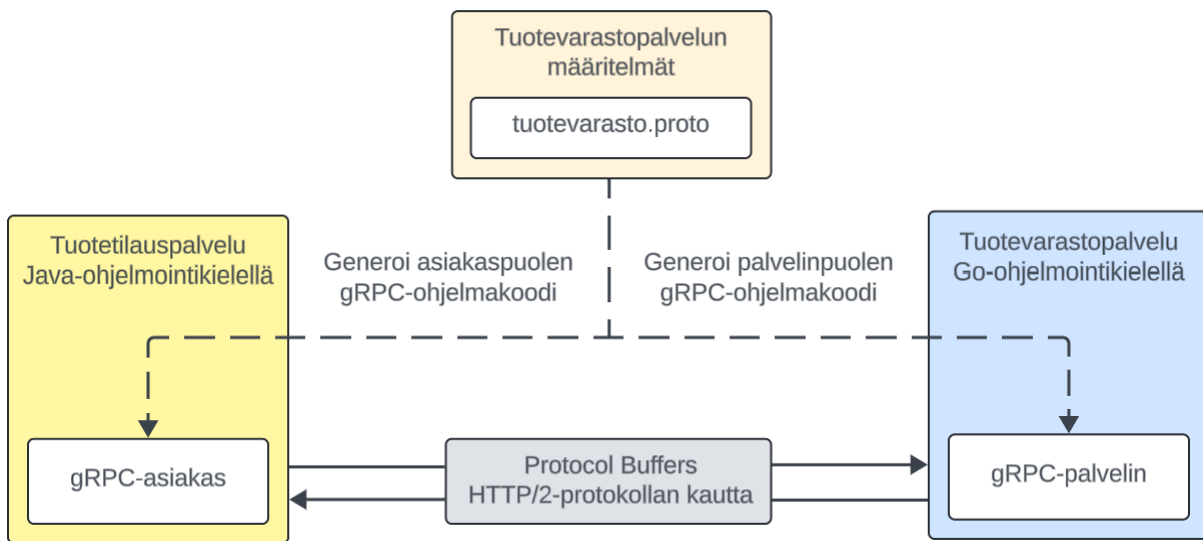 Tuotevarastopalvelun
määritelmät
tuotevarasto.proto
Tuotetilauspalvelu
Java-ohjelmointikielellä
Generoi asiakaspuolen
gRPC-ohjelmakoodi
Generoi palvelinpuolen
gRPC-ohjelmakoodi
Tuotevarastopalvelu
Go-ohjelmointikielellä
gRPC-asiakas
Protocol Buffers
HTTP/2-protokollan kautta
gRPC-palvelin